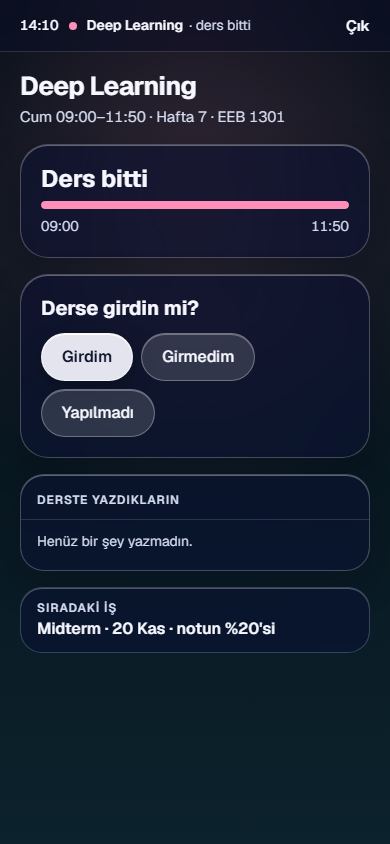 14:10 Deep Learning · ders bitti Çık
Deep Learning
Cum 09:00–11:50 · Hafta 7 · EEB 1301
Ders bitti
09:00 11:50
Derse girdin mi?
Girdim Girmedim
Yapılmadı
DERSTE YAZDIKLARIN
Henüz bir şey yazmadın.
SIRADAKİ İŞ
Midterm · 20 Kas · notun %20'si